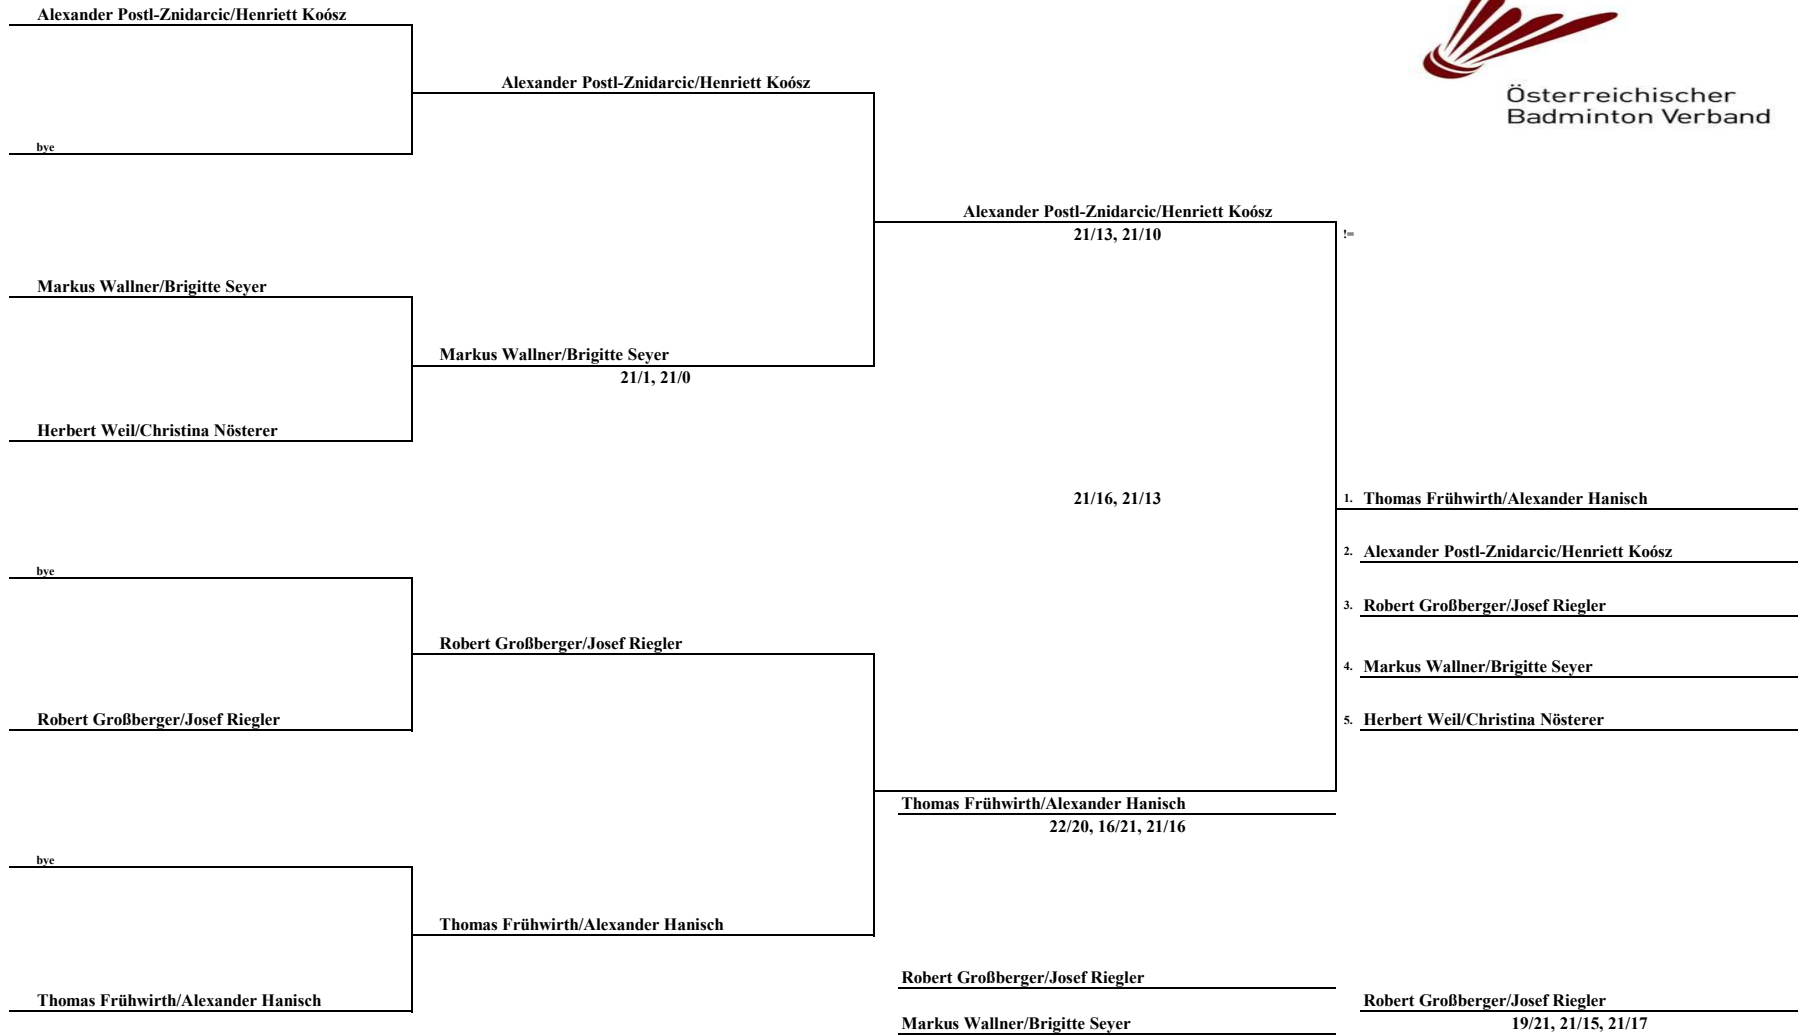 Alexander Postl-Znidarcic/Henriett Koósz
Alexander Postl-Znidarcic/Henriett Koósz
Österreichischer
Badminton Verband
bye
Alexander Postl-Znidarcic/Henriett Koósz
21/13, 21/10
!=
Markus Wallner/Brigitte Seyer
Markus Wallner/Brigitte Seyer
21/1, 21/0
Herbert Weil/Christina Nösterer
21/16, 21/13
1. Thomas Frühwirth/Alexander Hanisch
2. Alexander Postl-Znidarcic/Henriett Koósz
bye
3. Robert Großberger/Josef Riegler
Robert Großberger/Josef Riegler
4. Markus Wallner/Brigitte Seyer
Robert Großberger/Josef Riegler
5. Herbert Weil/Christina Nösterer
Thomas Frühwirth/Alexander Hanisch
22/20, 16/21, 21/16
bye
Thomas Frühwirth/Alexander Hanisch
Robert Großberger/Josef Riegler
Thomas Frühwirth/Alexander Hanisch
Robert Großberger/Josef Riegler
Markus Wallner/Brigitte Seyer
19/21, 21/15, 21/17